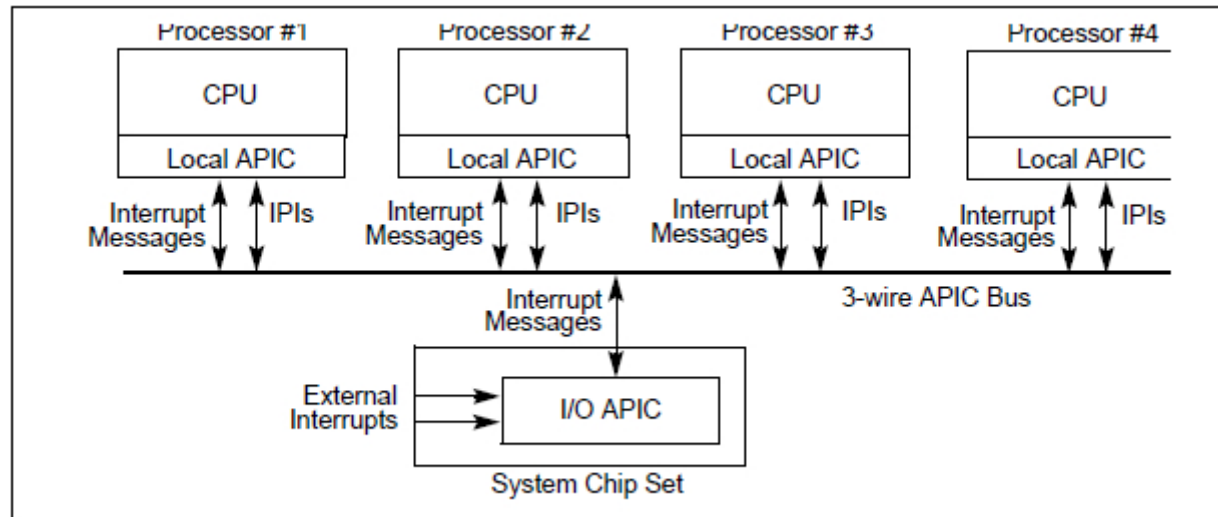 Processor #1 Processor #2 Processor #3 Processor #4
CPU CPU CPU CPU
Local APIC Local APIC Local APIC Local APIC
Interrupt Messages IPIs Interrupt Messages IPIs Interrupt Messages IPIs Interrupt Messages IPIs
3-wire APIC Bus
Interrupt
Messages
External
Interrupts
I/O APIC
System Chip Set